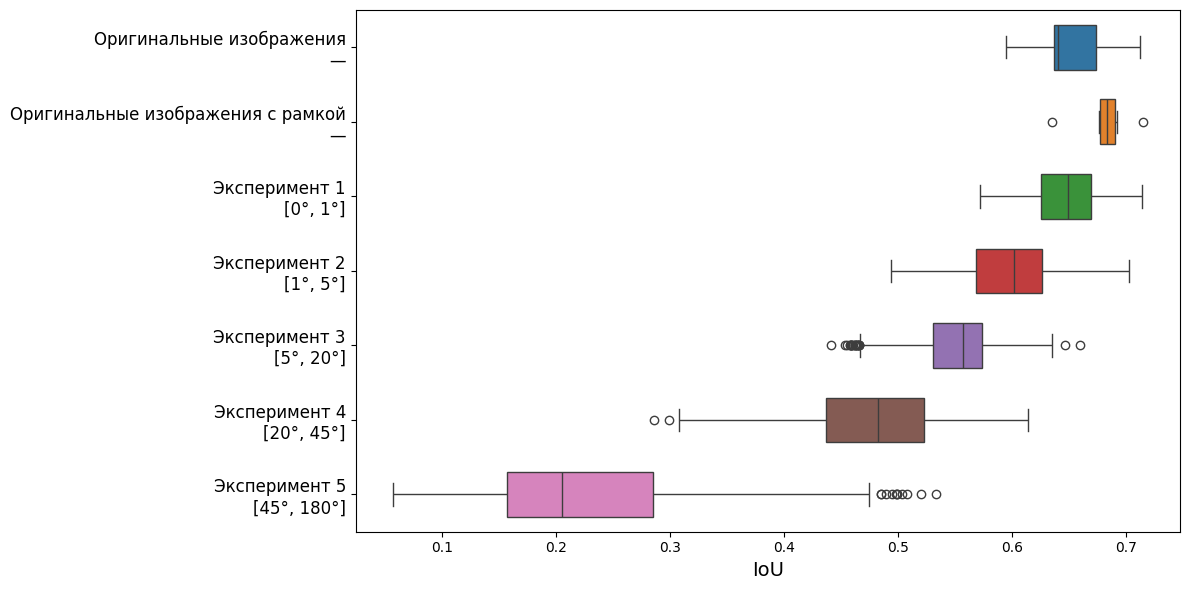 Оригинальные изображения
—
Оригинальные изображения с рамкой
—
Эксперимент 1
[0°, 1°]
Эксперимент 2
[1°, 5°]
Эксперимент 3
[5°, 20°]
Эксперимент 4
[20°, 45°]
Эксперимент 5
[45°, 180°]
0.1 0.2 0.3 0.4 0.5 0.6 0.7
IoU